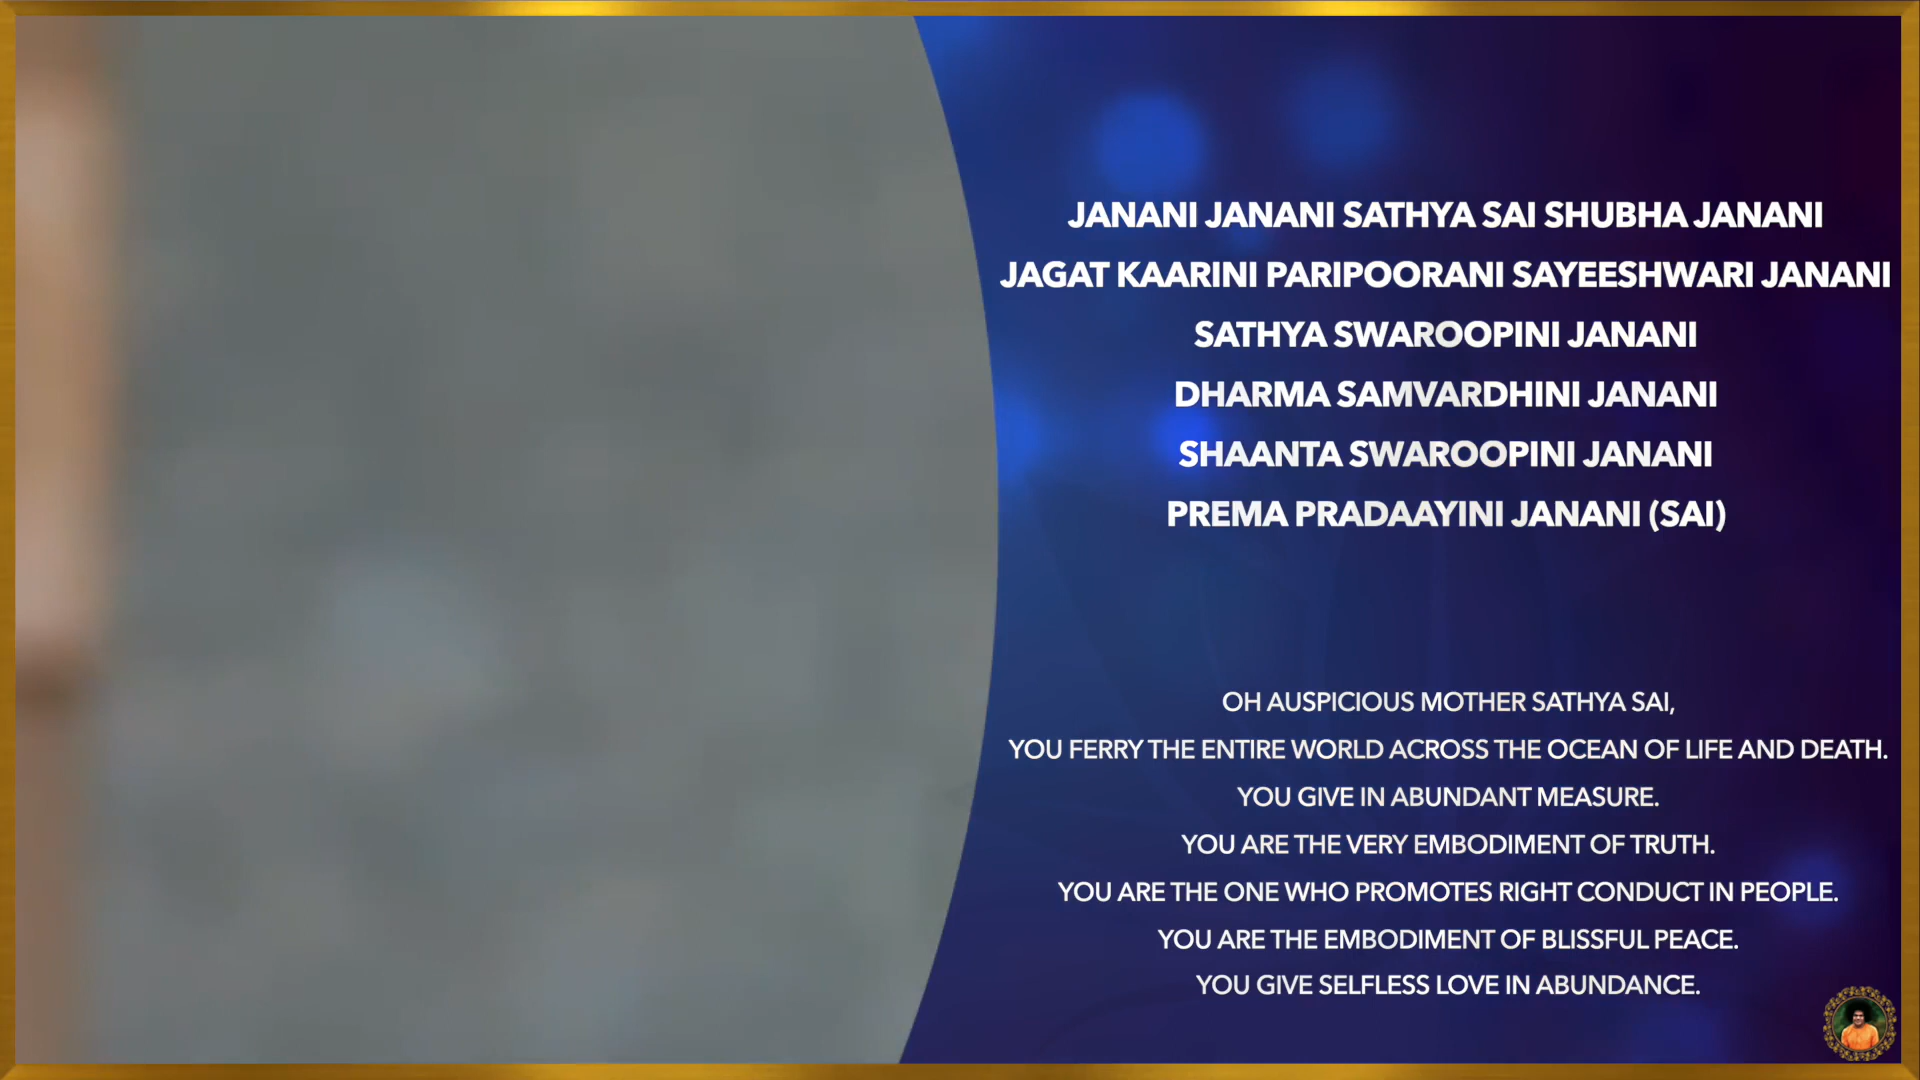 JANANI JANANI SATHYA SAI SHUBHA JANANI
JAGAT KAARINI PARIPOORANI SAYEESHWARI JANANI
SATHYA SWAROOPINI JANANI
DHARMA SAMVARDHINI JANANI
SHAANTA SWAROOPINI JANANI
PREMA PRADAAYINI JANANI (SAI)
OH AUSPICIOUS MOTHER SATHYA SAI,
YOU FERRY THE ENTIRE WORLD ACROSS THE OCEAN OF LIFE AND DEATH.
YOU GIVE IN ABUNDANT MEASURE.
YOU ARE THE VERY EMBODIMENT OF TRUTH.
YOU ARE THE ONE WHO PROMOTES RIGHT CONDUCT IN PEOPLE.
YOU ARE THE EMBODIMENT OF BLISSFUL PEACE.
YOU GIVE SELFLESS LOVE IN ABUNDANCE.